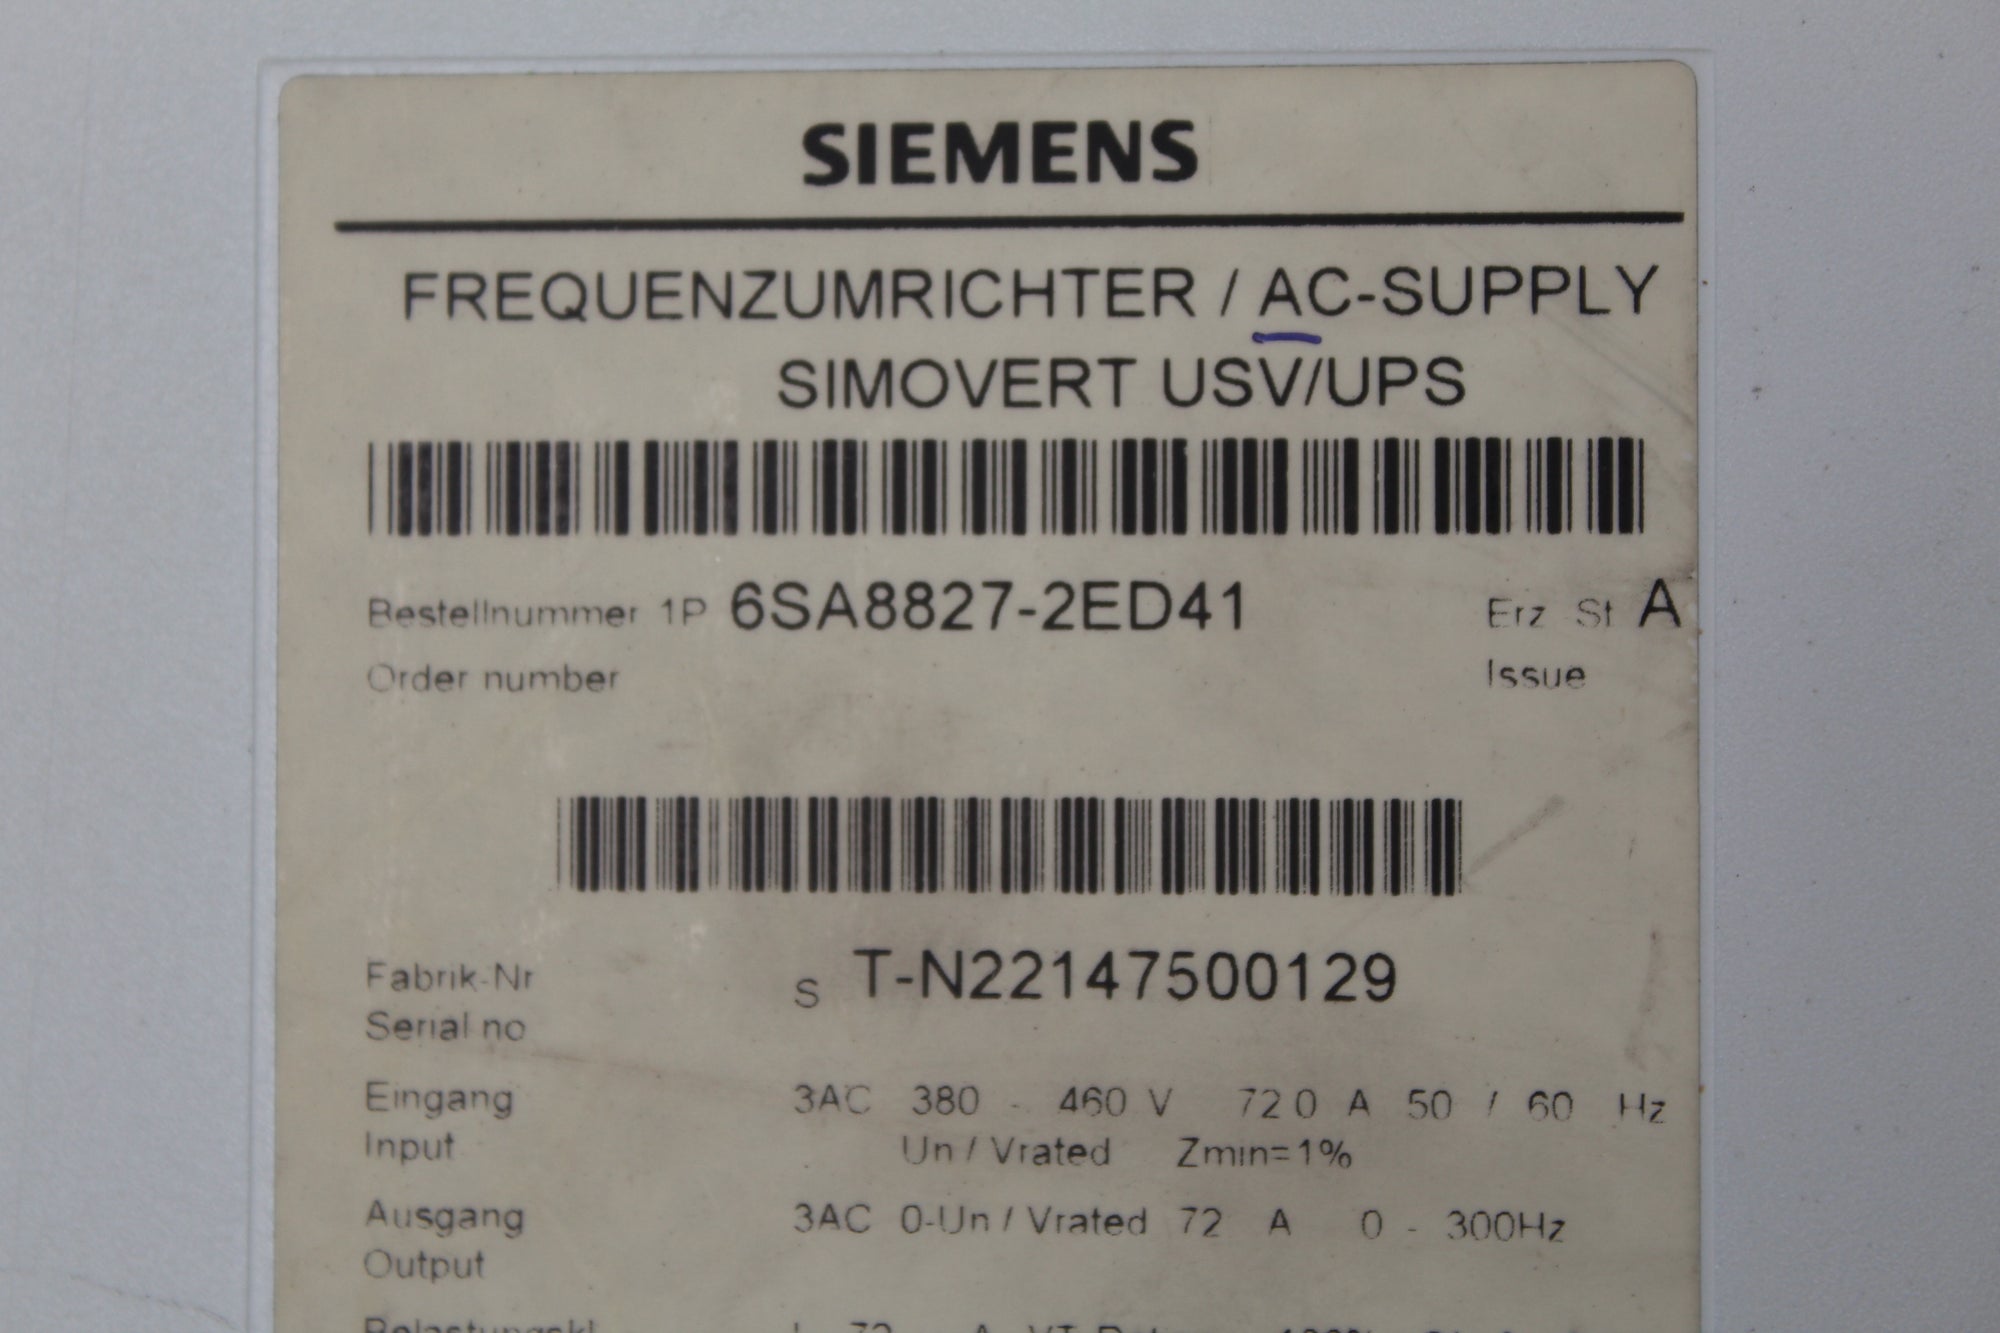 SIEMENS
FREQUENZUMRICHTER / AC-SUPPLY
SIMOVERT USV/UPS
Bestellnummer 1P 6SA8827-2ED41 Erz St A
Order number Issue
Fabrik-Nr S T-N22147500129
Serial no
Eingang 3AC 380 - 460 V 72 0 A 50 / 60 Hz
Input Un / Vrated Zmin=1%
Ausgang 3AC 0-Un / Vrated 72 A 0 - 300Hz
Output